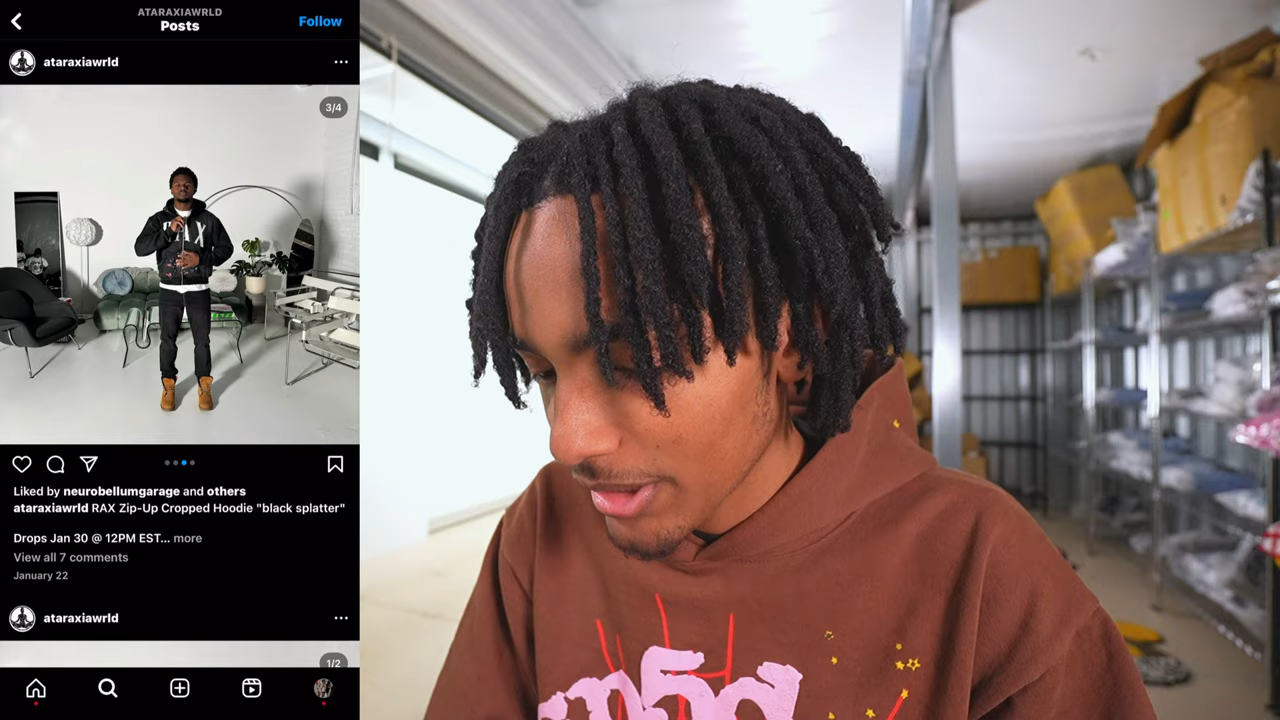 ATARAXIAWRLD
Posts
Follow
ataraxiawrld
3/4
Liked by neurobellumgarage and others
ataraxiawrld RAX Zip-Up Cropped Hoodie "black splatter"
Drops Jan 30 @ 12PM EST... more
View all 7 comments
January 22
ataraxiawrld
1/2